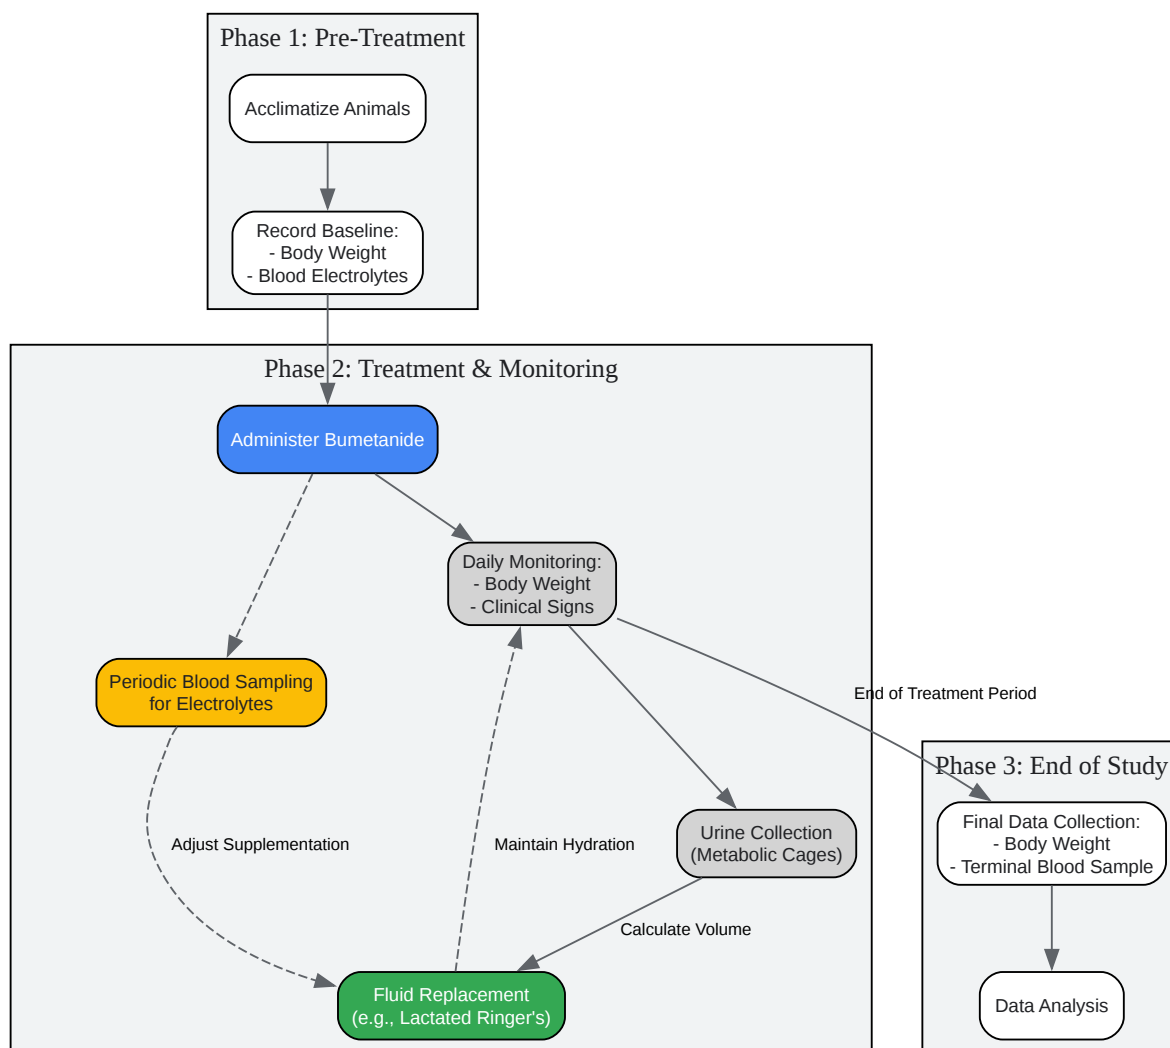 Phase 1: Pre-Treatment
Acclimatize Animals
Record Baseline:
- Body Weight
- Blood Electrolytes
Phase 2: Treatment & Monitoring
Administer Bumetanide
Daily Monitoring:
- Body Weight
- Clinical Signs
Periodic Blood Sampling
for Electrolytes
End of Treatment Period
Phase 3: End of Study
Adjust Supplementation
Maintain Hydration
Urine Collection
(Metabolic Cages)
Final Data Collection:
- Body Weight
- Terminal Blood Sample
Calculate Volume
Fluid Replacement
(e.g., Lactated Ringer's)
Data Analysis